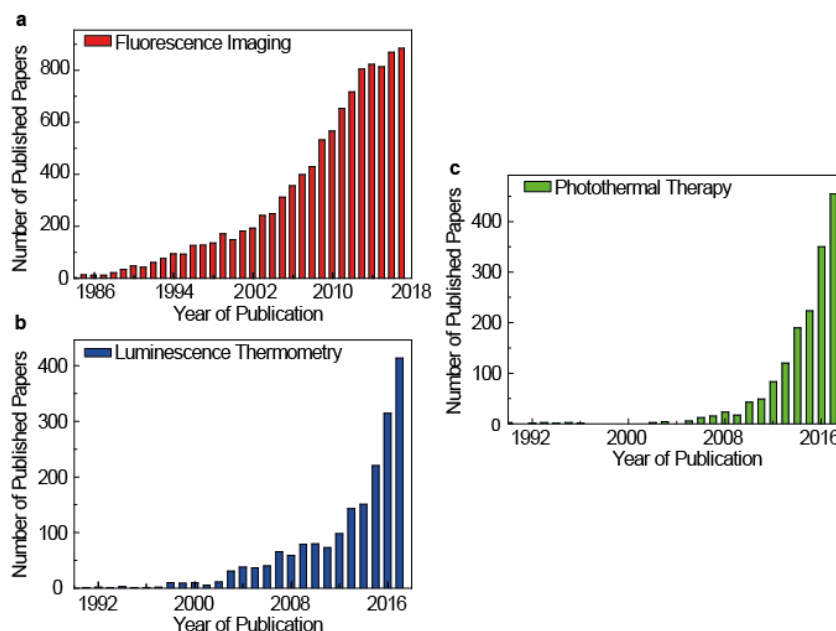 a
Fluorescence Imaging
Number of Published Papers
800
600
400
200
0
1986 1994 2002 2010 2018
Year of Publication
b
Luminescence Thermometry
Number of Published Papers
400
300
200
100
0
1992 2000 2008 2016
Year of Publication
c
Photothermal Therapy
Number of Published Papers
400
300
200
100
0
1992 2000 2008 2016
Year of Publication